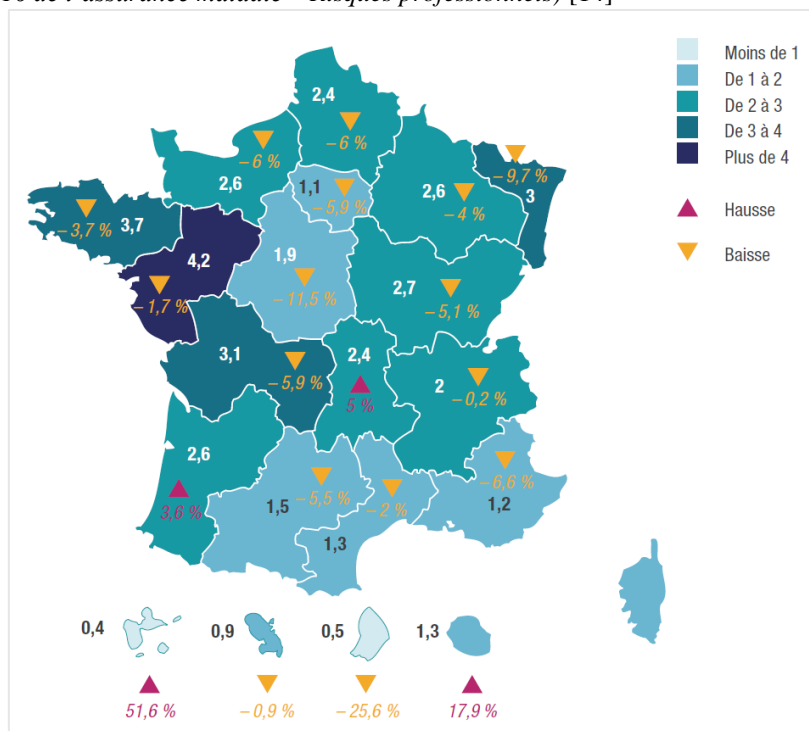 10 de l'assurance maladie – Risques professionnels) [14]
Moins de 1
De 1 à 2
De 2 à 3
De 3 à 4
Plus de 4
Hausse
Baisse
2,4
– 6 %
– 6 %
2,6
1,1
– 5,9 %
2,6
– 4 %
– 9,7 %
3
3,7
– 3,7 %
4,2
– 1,7 %
1,9
– 11,5 %
2,7
– 5,1 %
3,1
– 5,9 %
2,4
5 %
2
– 0,2 %
2,6
3,6 %
1,5
– 5,5 %
– 2 %
1,3
– 6,6 %
1,2
0,4
0,9
0,5
1,3
51,6 %
– 0,9 %
– 25,6 %
17,9 %